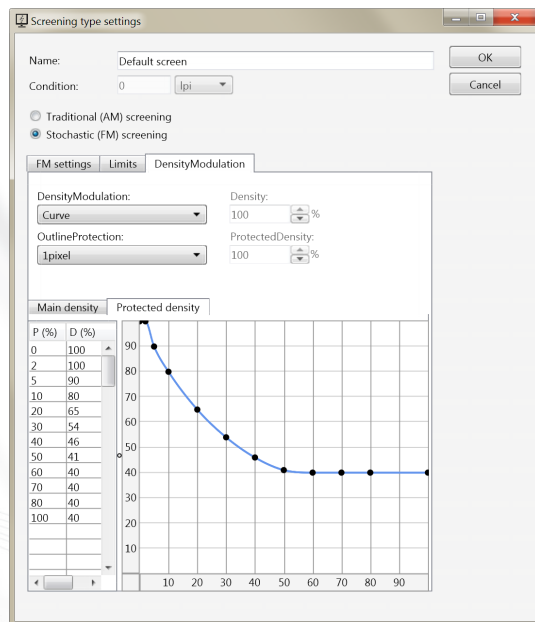 Screening type settings
Name: Default screen OK
Condition: 0 lpi Cancel
Traditional (AM) screening
Stochastic (FM) screening
FM settings Limits DensityModulation
DensityModulation: Density:
Curve 100 %
OutlineProtection: ProtectedDensity:
1pixel 100 %
Main density Protected density
P (%) D (%)
0 100
2 100
5 90
10 80
20 65
30 54
40 46
50 41
60 40
70 40
80 40
100 40
90
80
70
60
50
40
30
20
10
10 20 30 40 50 60 70 80 90